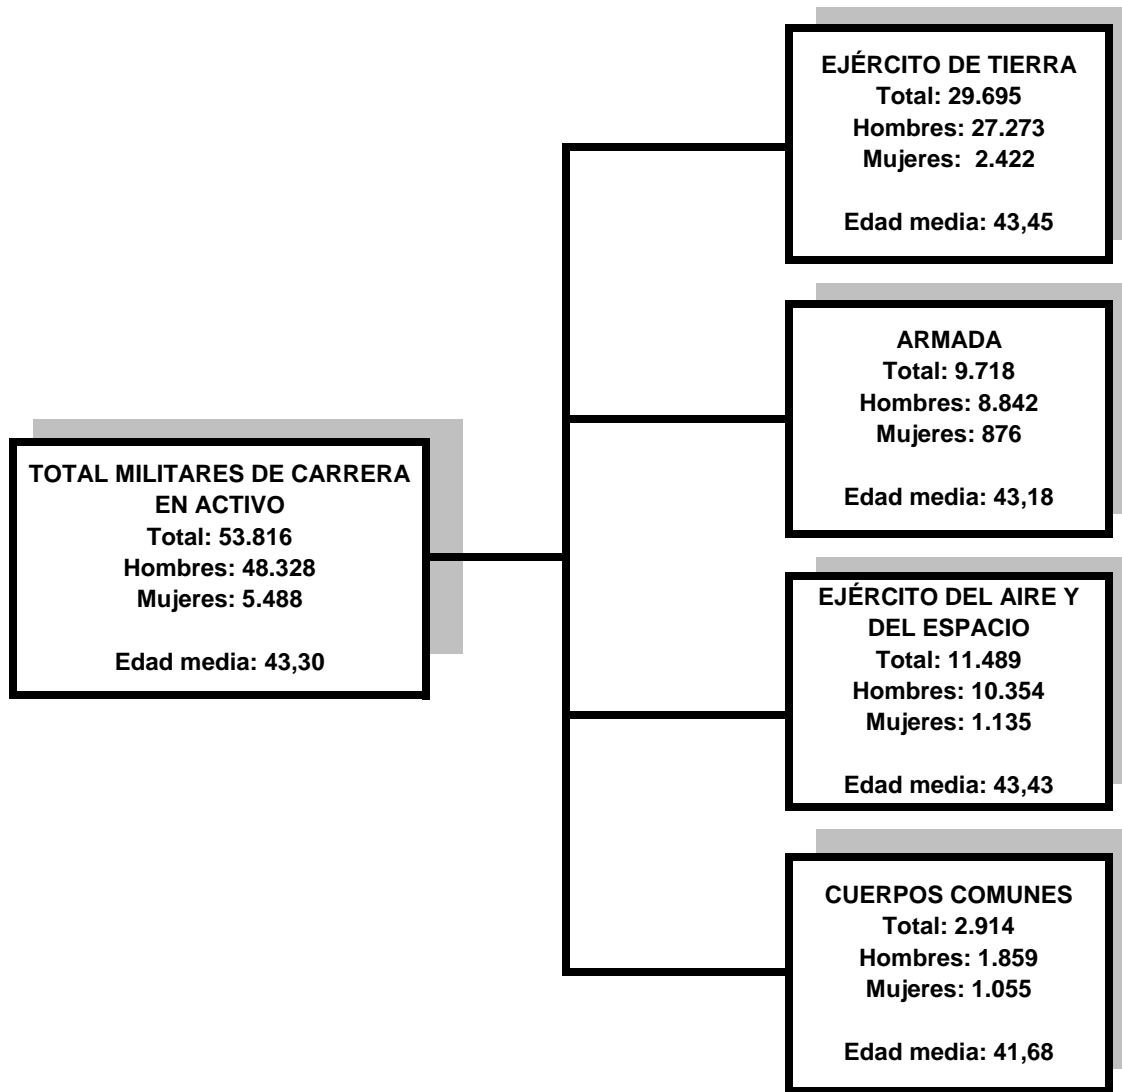 TOTAL MILITARES DE CARRERA
EN ACTIVO
Total: 53.816
Hombres: 48.328
Mujeres: 5.488
Edad media: 43,30
EJÉRCITO DE TIERRA
Total: 29.695
Hombres: 27.273
Mujeres:  2.422
Edad media: 43,45
ARMADA
Total: 9.718
Hombres: 8.842
Mujeres: 876
Edad media: 43,18
EJÉRCITO DEL AIRE Y
DEL ESPACIO
Total: 11.489
Hombres: 10.354
Mujeres: 1.135
Edad media: 43,43
CUERPOS COMUNES
Total: 2.914
Hombres: 1.859
Mujeres: 1.055
Edad media: 41,68